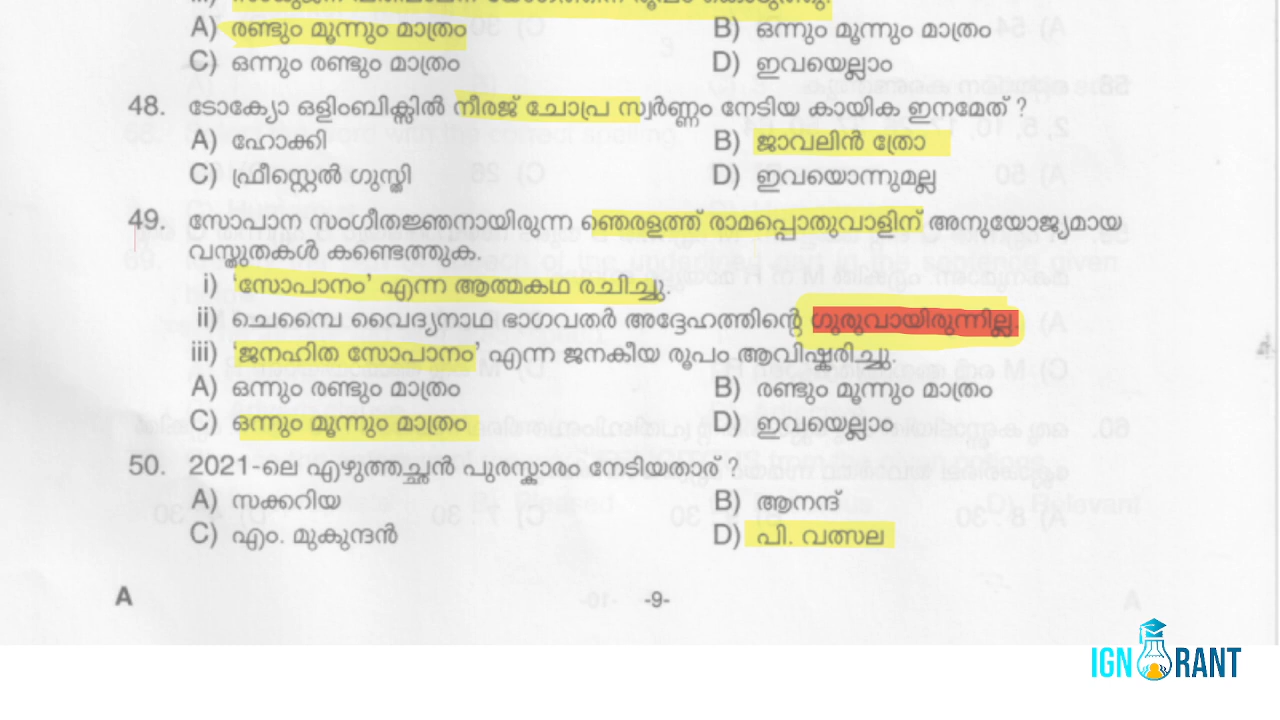 A) രണ്ടും മൂന്നും മാത്രം B) ഒന്നും മൂന്നും മാത്രം
C) ഒന്നും രണ്ടും മാത്രം D) ഇവയെല്ലാം
48. ടോക്യോ ഒളിംബിക്സിൽ നീരജ് ചോപ്ര സ്വർണ്ണം നേടിയ കായിക ഇനമേത് ?
A) ഹോക്കി B) ജാവലിൻ ത്രോ
C) ഫ്രീസ്റ്റൈൽ ഗുസ്തി D) ഇവയൊന്നുമല്ല
49. സോപാന സംഗീതജ്ഞനായിരുന്ന ഞെരളത്ത് രാമപ്പൊതുവാളിന് അനുയോജ്യമായ
വസ്തുതകൾ കണ്ടെത്തുക.
i) 'സോപാനം' എന്ന ആത്മകഥ രചിച്ചു.
ii) ചെമ്പൈ വൈദ്യനാഥ ഭാഗവതർ അദ്ദേഹത്തിന്റെ ഗുരുവായിരുന്നില്ല.
iii) 'ജനഹിത സോപാനം' എന്ന ജനകീയ രൂപം ആവിഷ്കരിച്ചു.
A) ഒന്നും രണ്ടും മാത്രം B) രണ്ടും മൂന്നും മാത്രം
C) ഒന്നും മൂന്നും മാത്രം D) ഇവയെല്ലാം
50. 2021-ലെ എഴുത്തച്ഛൻ പുരസ്കാരം നേടിയതാര് ?
A) സക്കറിയ B) ആനന്ദ്
C) എം. മുകുന്ദൻ D) പി. വത്സല
A -9-
IGNORANT